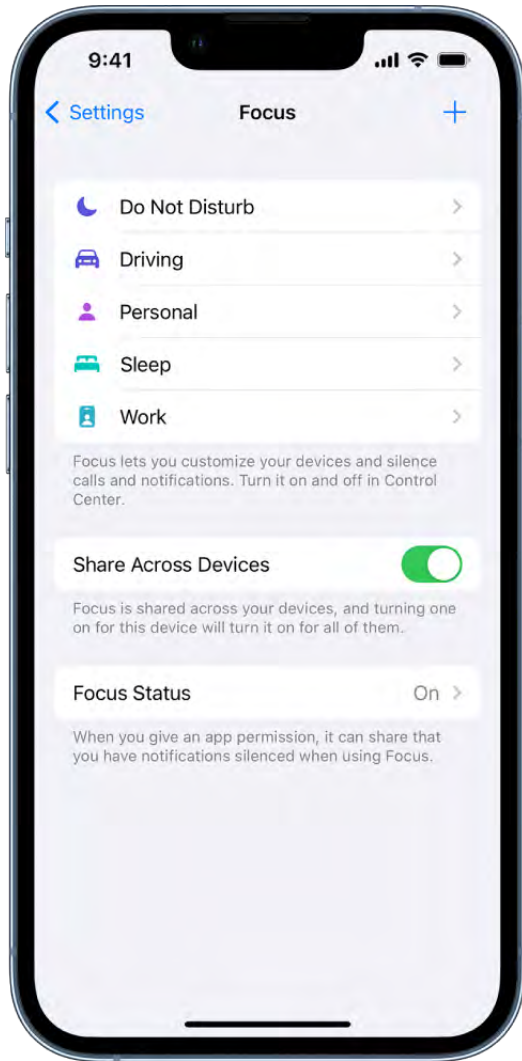 9:41
Settings
Focus
Do Not Disturb
Driving
Personal
Sleep
Work
Focus lets you customize your devices and silence
calls and notifications. Turn it on and off in Control
Center.
Share Across Devices
Focus is shared across your devices, and turning one
on for this device will turn it on for all of them.
Focus Status On
When you give an app permission, it can share that
you have notifications silenced when using Focus.